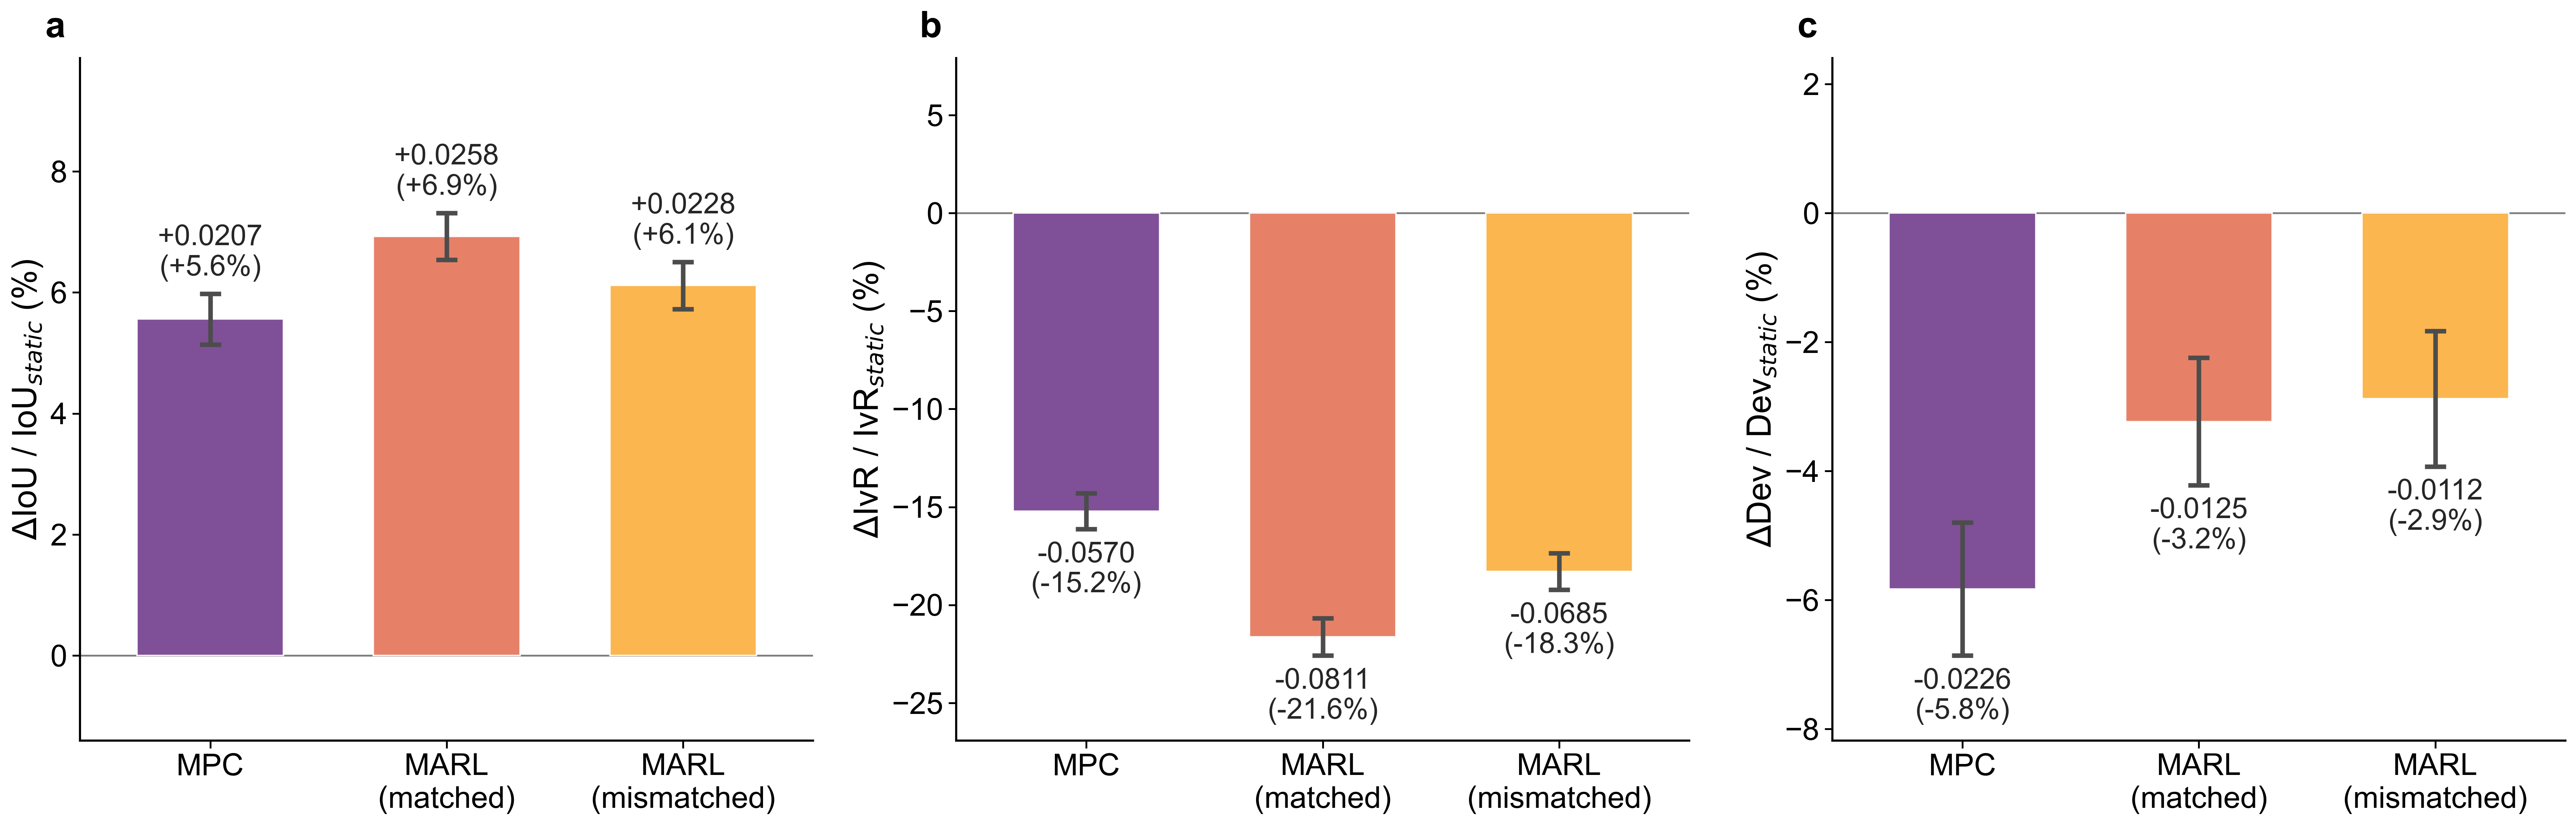 a
ΔIoU / IoU_static (%)
8
6
4
2
0
+0.0207
(+5.6%)
+0.0258
(+6.9%)
+0.0228
(+6.1%)
MPC
MARL
(matched)
MARL
(mismatched)
b
ΔIvR / IvR_static (%)
5
0
−5
−10
−15
−20
−25
-0.0570
(-15.2%)
-0.0811
(-21.6%)
-0.0685
(-18.3%)
MPC
MARL
(matched)
MARL
(mismatched)
c
ΔDev / Dev_static (%)
2
0
−2
−4
−6
−8
-0.0226
(-5.8%)
-0.0125
(-3.2%)
-0.0112
(-2.9%)
MPC
MARL
(matched)
MARL
(mismatched)